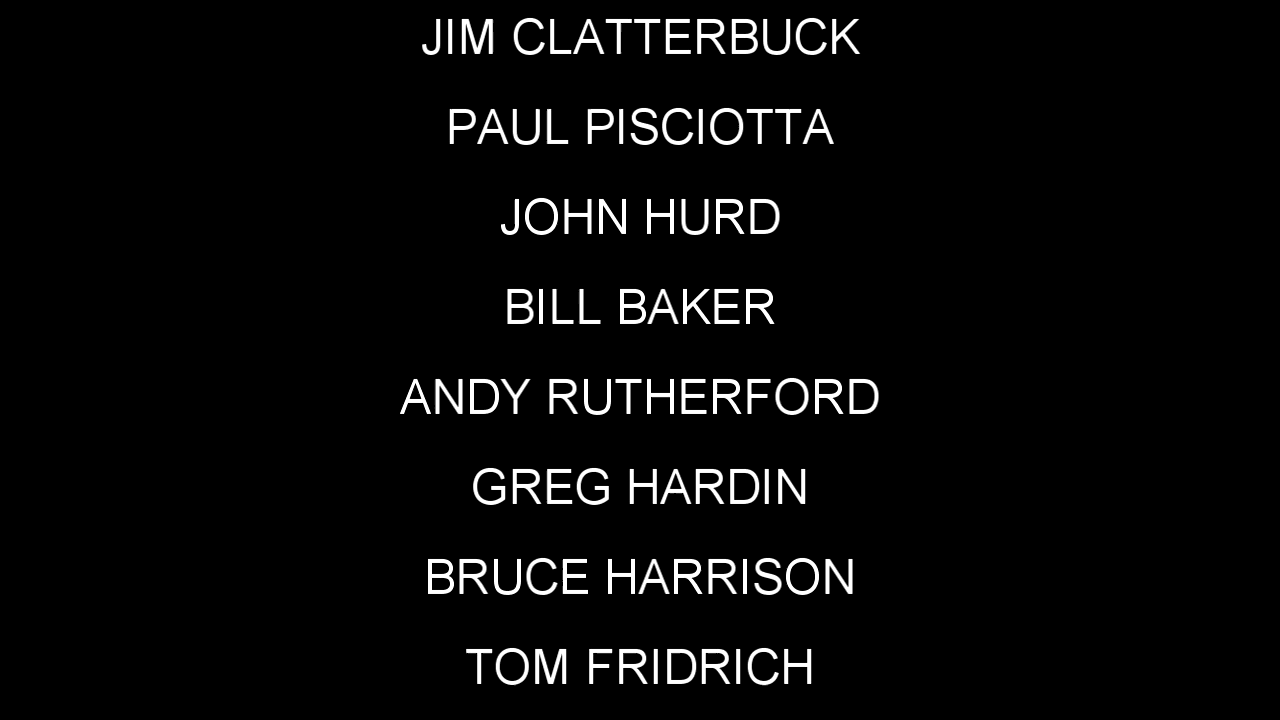 JIM CLATTERBUCK
PAUL PISCIOTTA
JOHN HURD
BILL BAKER
ANDY RUTHERFORD
GREG HARDIN
BRUCE HARRISON
TOM FRIDRICH